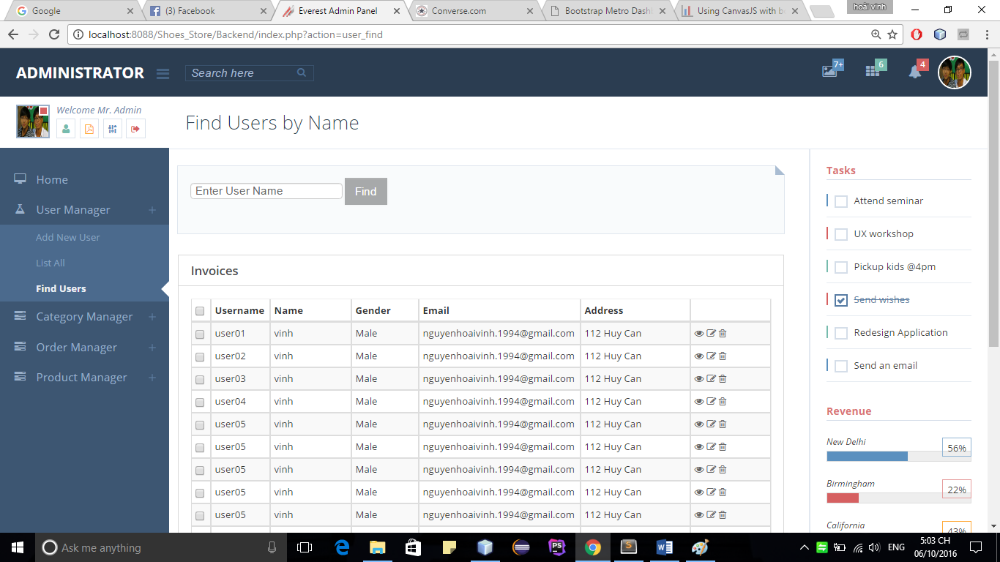 Google
(3) Facebook
Everest Admin Panel
Converse.com
Bootstrap Metro Dash
Using CanvasJS with b
hoài vinh
localhost:8088/Shoes_Store/Backend/index.php?action=user_find
ADMINISTRATOR
Search here
7+
6
4
Welcome Mr. Admin
Find Users by Name
Home
User Manager
Add New User
List All
Find Users
Category Manager
Order Manager
Product Manager
Enter User Name
Find
Invoices
Username Name Gender Email Address
user01 vinh Male nguyenhoaivinh.1994@gmail.com 112 Huy Can
user02 vinh Male nguyenhoaivinh.1994@gmail.com 112 Huy Can
user03 vinh Male nguyenhoaivinh.1994@gmail.com 112 Huy Can
user04 vinh Male nguyenhoaivinh.1994@gmail.com 112 Huy Can
user05 vinh Male nguyenhoaivinh.1994@gmail.com 112 Huy Can
user05 vinh Male nguyenhoaivinh.1994@gmail.com 112 Huy Can
user05 vinh Male nguyenhoaivinh.1994@gmail.com 112 Huy Can
user05 vinh Male nguyenhoaivinh.1994@gmail.com 112 Huy Can
user05 vinh Male nguyenhoaivinh.1994@gmail.com 112 Huy Can
Tasks
Attend seminar
UX workshop
Pickup kids @4pm
Send wishes
Redesign Application
Send an email
Revenue
New Delhi
56%
Birmingham
22%
California
43%
Ask me anything
PS
S
W
ENG
5:03 CH
06/10/2016